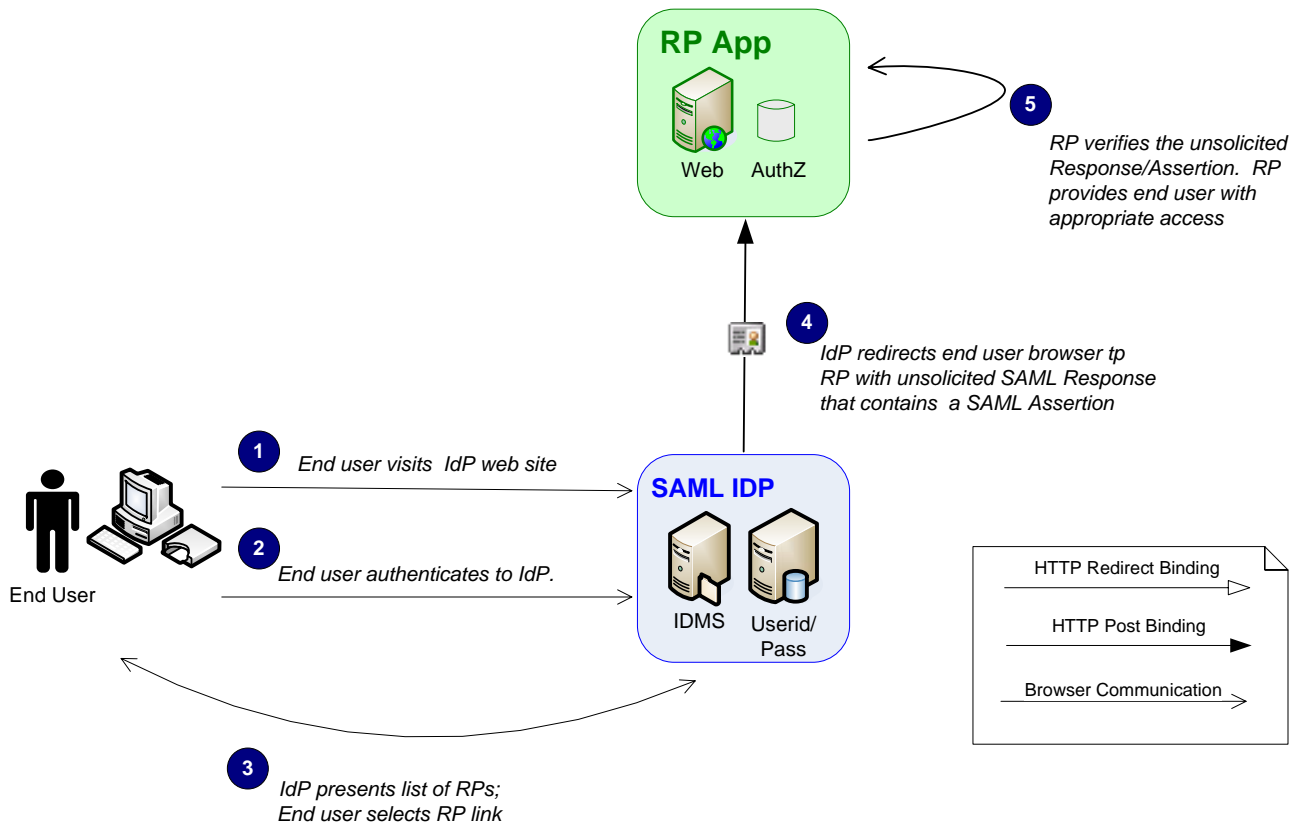 RP App
Web
AuthZ
5
RP verifies the unsolicited
Response/Assertion. RP
provides end user with
appropriate access
4
IdP redirects end user browser tp
RP with unsolicited SAML Response
that contains a SAML Assertion
1
End user visits IdP web site
2
End user authenticates to IdP.
End User
SAML IDP
IDMS
Userid/
Pass
HTTP Redirect Binding
HTTP Post Binding
Browser Communication
3
IdP presents list of RPs;
End user selects RP link